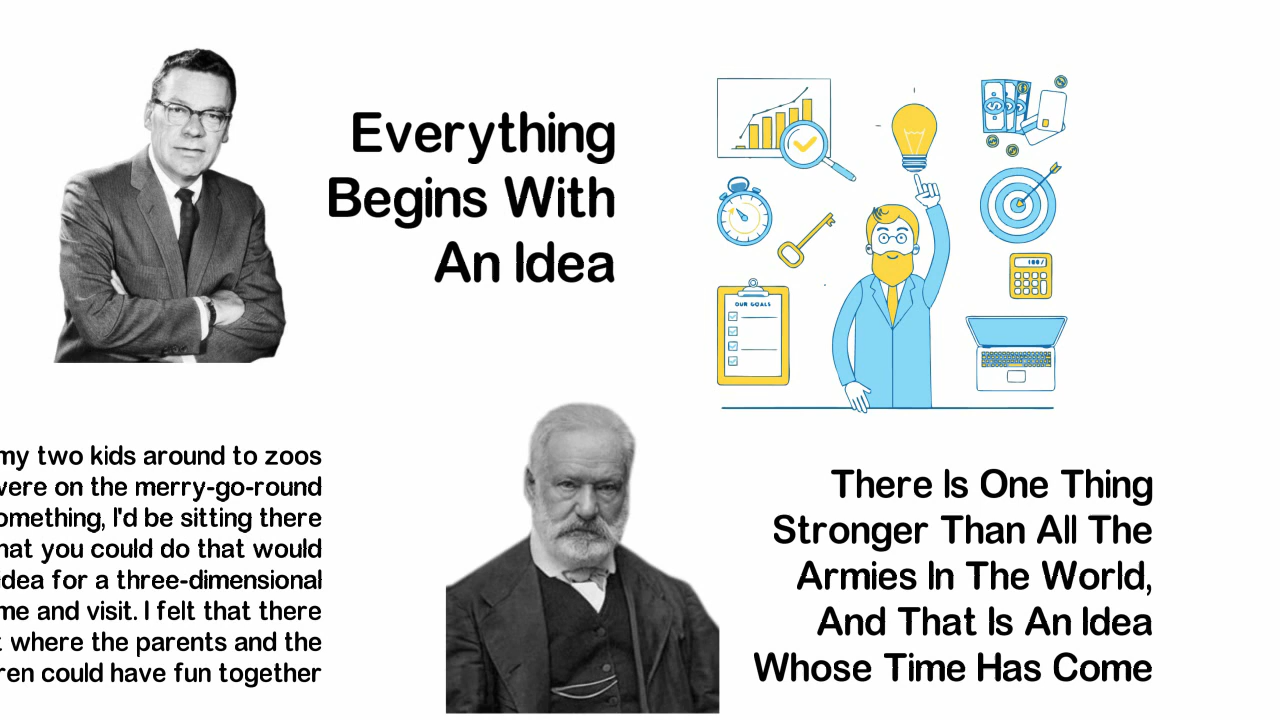 Everything
Begins With
An Idea
OUR GOALS
my two kids around to zoos
were on the merry-go-round
omething, I'd be sitting there
hat you could do that would
idea for a three-dimensional
me and visit. I felt that there
t where the parents and the
ren could have fun together
There Is One Thing
Stronger Than All The
Armies In The World,
And That Is An Idea
Whose Time Has Come